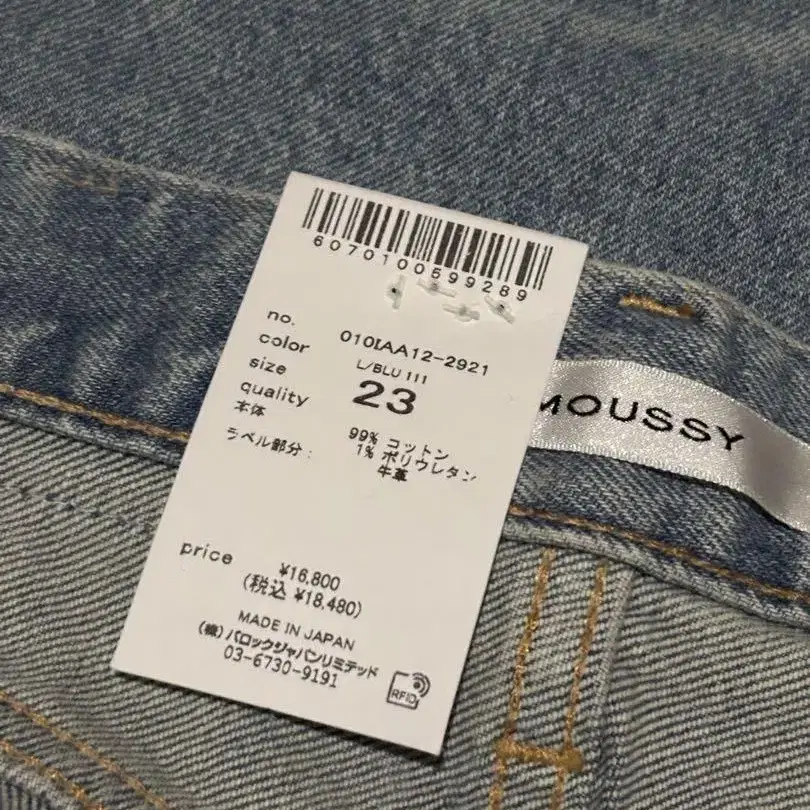 6070100599289
no. 010IAA12-2921
color L/BLU 111
size 23
quality
本体 99% コットン
1% ポリウレタン
ラベル部分: 牛革
price ¥16,800
(税込 ¥18,480)
MADE IN JAPAN
(株)バロックジャパンリミテッド
03-6730-9191
RFID
MOUSSY